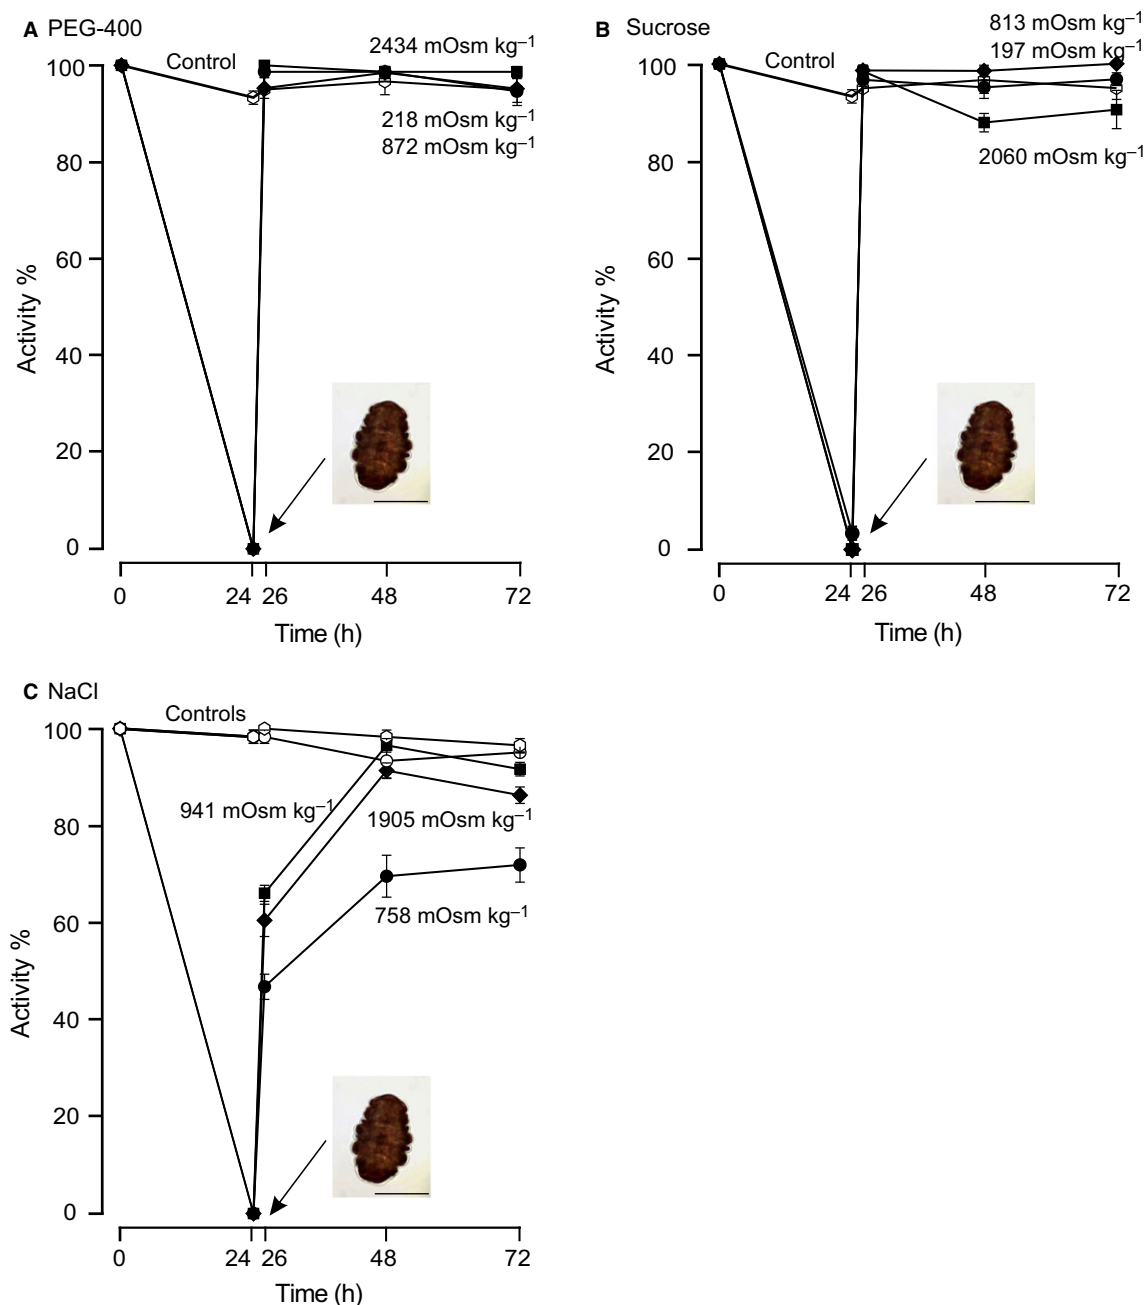 A PEG-400
Control
2434 mOsm kg⁻¹
218 mOsm kg⁻¹
872 mOsm kg⁻¹
100
80
60
40
20
0
Activity %
0 24 26 48 72
Time (h)
B Sucrose
Control
813 mOsm kg⁻¹
197 mOsm kg⁻¹
2060 mOsm kg⁻¹
100
80
60
40
20
0
Activity %
0 24 26 48 72
Time (h)
C NaCl
Controls
941 mOsm kg⁻¹
1905 mOsm kg⁻¹
758 mOsm kg⁻¹
100
80
60
40
20
0
Activity %
0 24 26 48 72
Time (h)